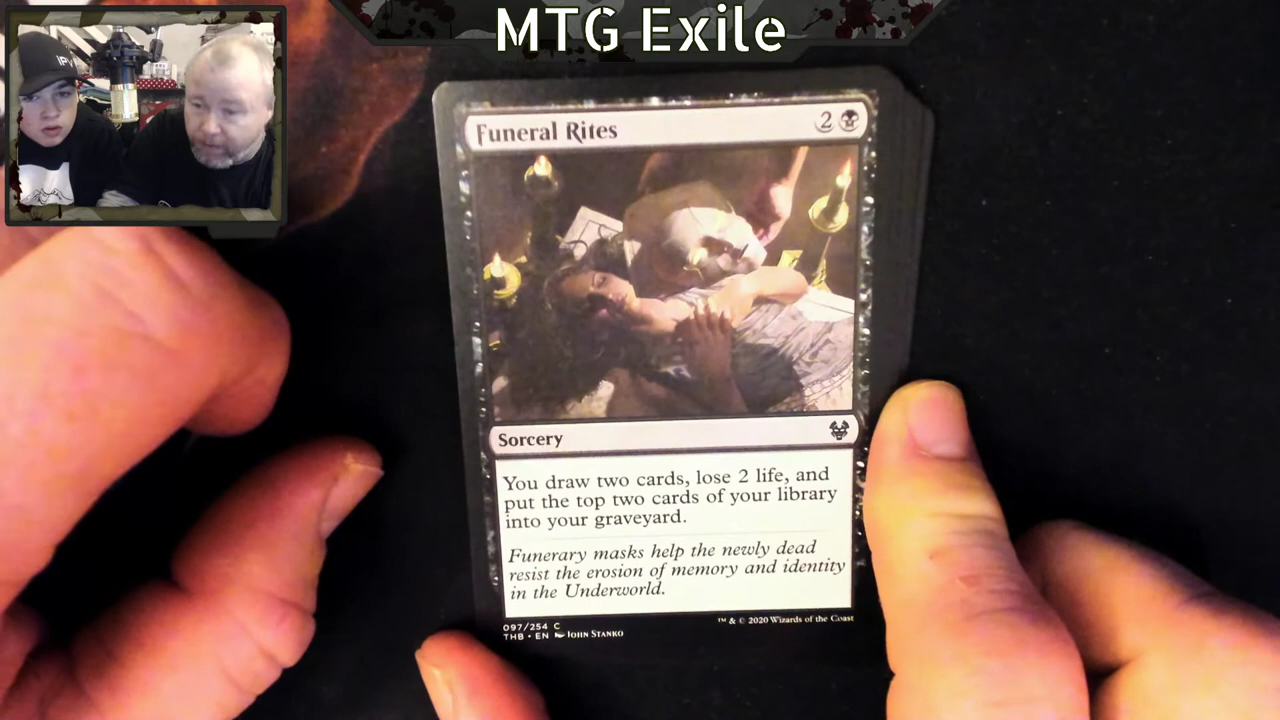 MTG Exile
IPV
Funeral Rites 2
Sorcery
You draw two cards, lose 2 life, and
put the top two cards of your library
into your graveyard.
Funerary masks help the newly dead
resist the erosion of memory and identity
in the Underworld.
097/254 C
THB • EN JOHN STANKO
™ & © 2020 Wizards of the Coast